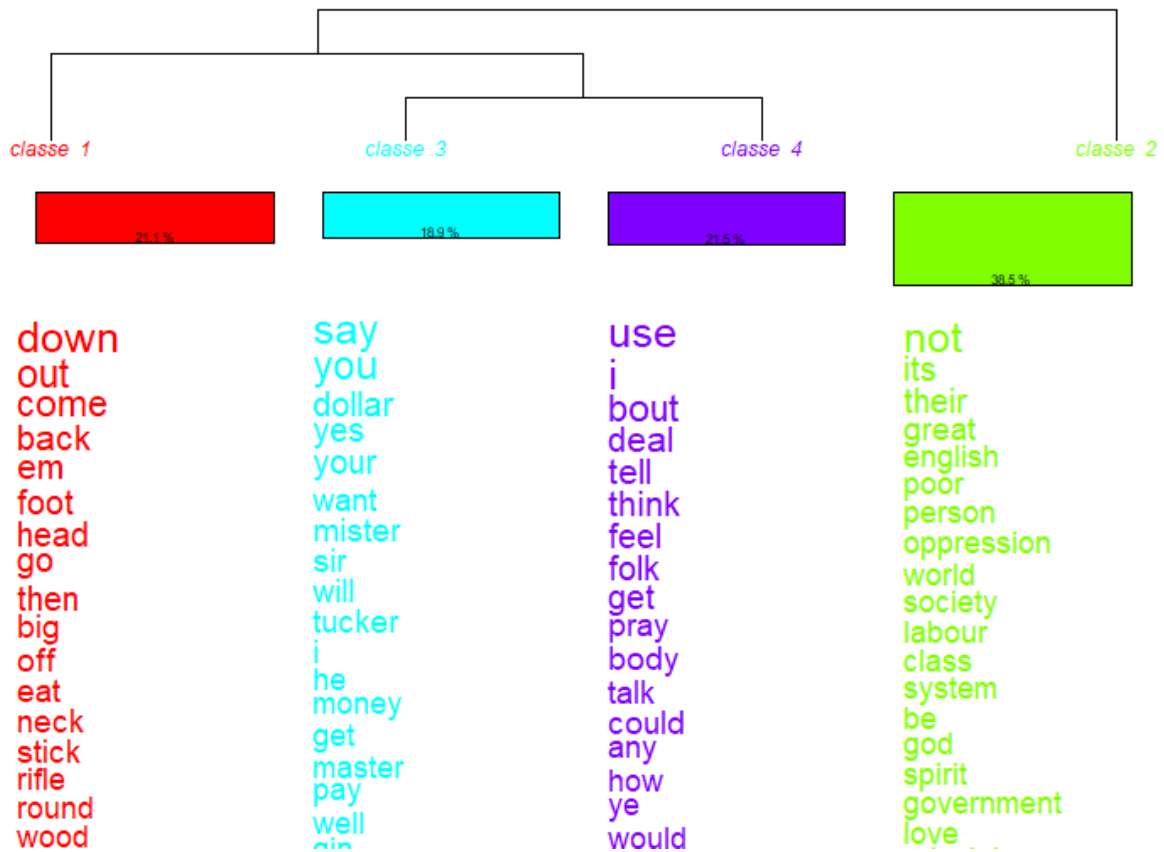 classe 1
classe 3
classe 4
classe 2
21.1 %
18.9 %
21.5 %
38.5 %
down
out
come
back
em
foot
head
go
then
big
off
eat
neck
stick
rifle
round
wood
say
you
dollar
yes
your
want
mister
sir
will
tucker
i
he
money
get
master
pay
well
use
i
bout
deal
tell
think
feel
folk
get
pray
body
talk
could
any
how
ye
would
not
its
their
great
english
poor
person
oppression
world
society
labour
class
system
be
god
spirit
government
love